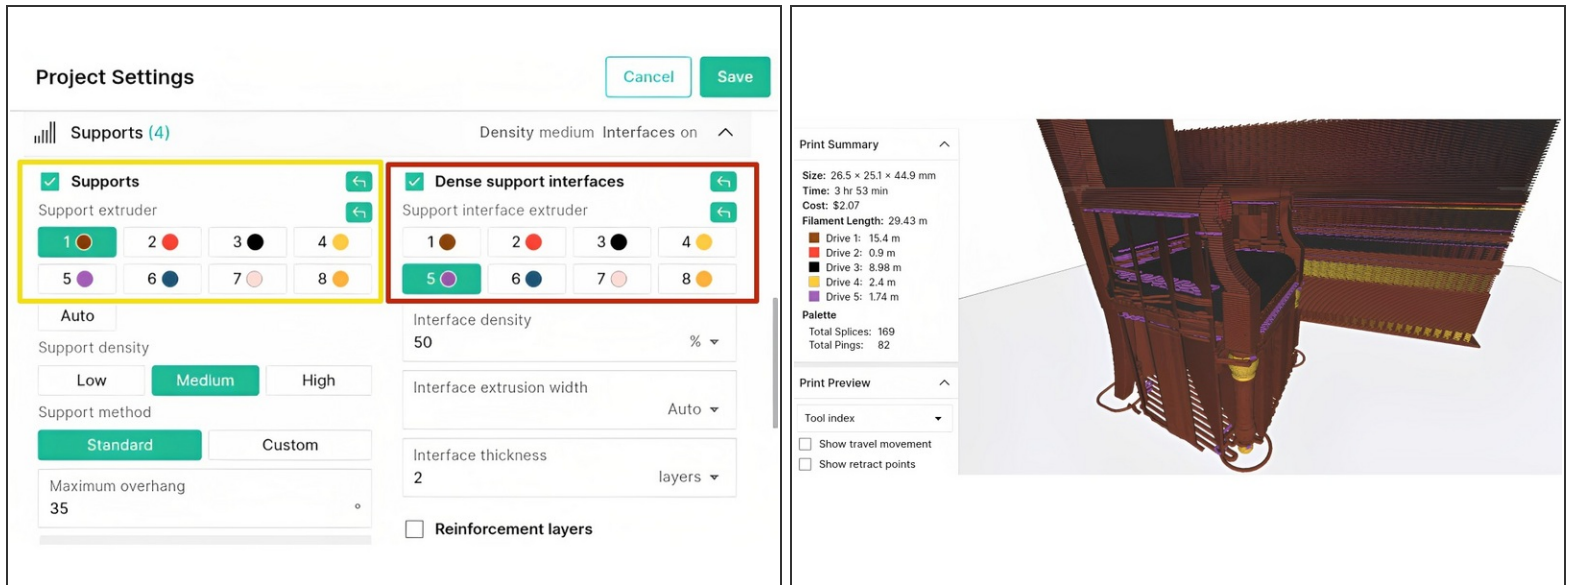 Project Settings
Cancel
Save
Supports (4)
Density medium Interfaces on
Supports
Support extruder
1
2
3
4
5
6
7
8
Auto
Support density
Low
Medium
High
Support method
Standard
Custom
Maximum overhang
35
°
Dense support interfaces
Support interface extruder
1
2
3
4
5
6
7
8
Interface density
50
%
Interface extrusion width
Auto
Interface thickness
2
layers
Reinforcement layers
Print Summary
Size: 26.5 × 25.1 × 44.9 mm
Time: 3 hr 53 min
Cost: $2.07
Filament Length: 29.43 m
Drive 1: 15.4 m
Drive 2: 0.9 m
Drive 3: 8.98 m
Drive 4: 2.4 m
Drive 5: 1.74 m
Palette
Total Splices: 169
Total Pings: 82
Print Preview
Tool index
Show travel movement
Show retract points